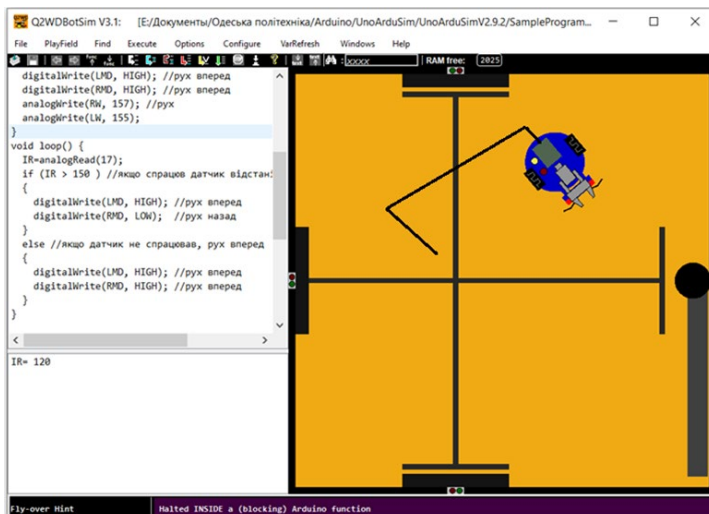 Q2WDBotSim V3.1: [E:/Документы/Одеська політехніка/Arduino/UnoArduSim/UnoArduSimV2.9.2/SampleProgram...
File PlayField Find Execute Options Configure VarRefresh Windows Help
xxxx RAM free: 2025
digitalWrite(LMD, HIGH); //рух вперед
digitalWrite(RMD, HIGH); //рух вперед
analogWrite(RW, 157); //рух
analogWrite(LW, 155);
}
void loop() {
IR=analogRead(17);
if (IR > 150 ) //якщо спрацюв датчик відстані
{
digitalWrite(LMD, HIGH); //рух вперед
digitalWrite(RMD, LOW); //рух назад
}
else //якщо датчик не спрацював, рух вперед
{
digitalWrite(LMD, HIGH); //рух вперед
digitalWrite(RMD, HIGH); //рух вперед
}
}
IR= 120
Fly-over Hint Halted INSIDE a (blocking) Arduino function